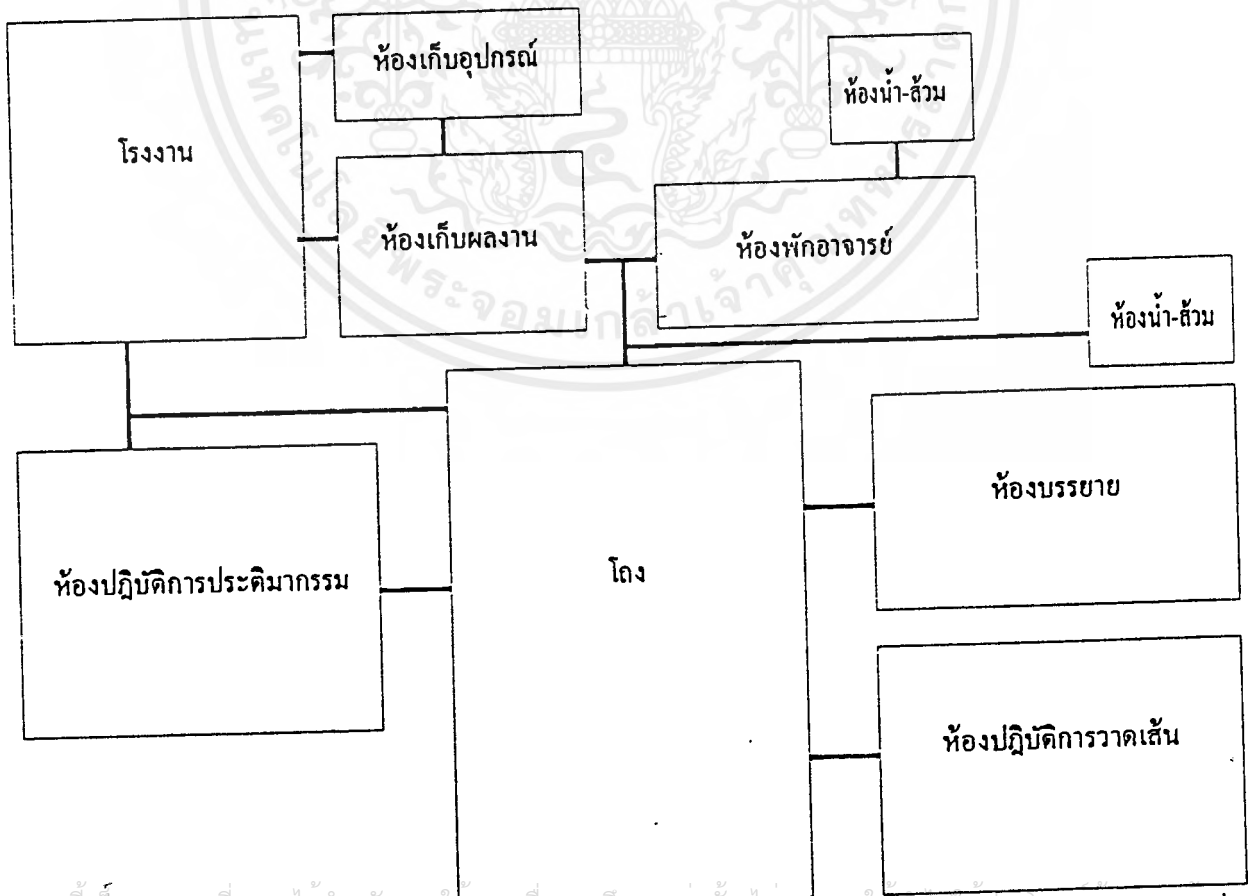 ห้องเก็บอุปกรณ์
ห้องน้ำ-ส้วม
โรงงาน
ห้องเก็บผลงาน
ห้องพักอาจารย์
ห้องน้ำ-ส้วม
ห้องบรรยาย
ห้องปฎิบัติการประติมากรรม
โถง
ห้องปฎิบัติการวาดเส้น